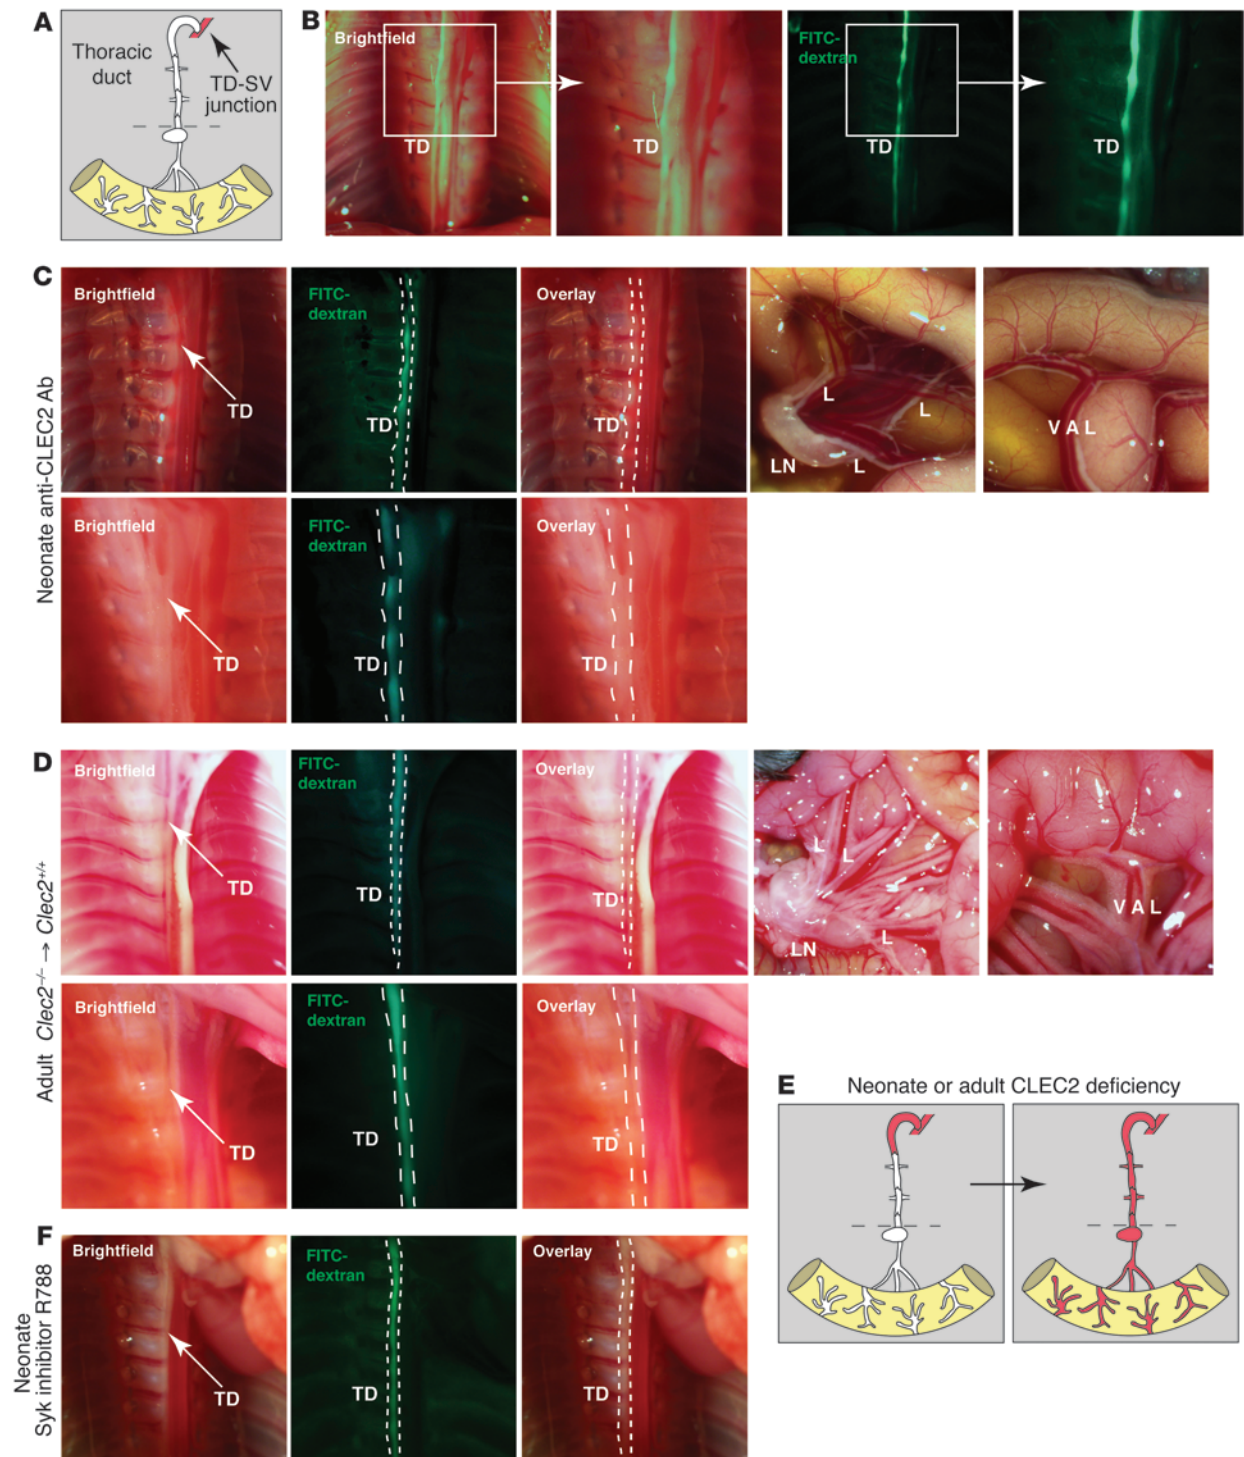 A
Thoracic
duct
TD-SV
junction
B
Brightfield
TD
TD
FITC-
dextran
TD
TD
C
Neonate anti-CLEC2 Ab
Brightfield
TD
FITC-
dextran
TD
Overlay
TD
L
L
LN
L
V A L
Brightfield
TD
FITC-
dextran
TD
Overlay
TD
D
Adult Clec2−/− → Clec2+/+
Brightfield
TD
FITC-
dextran
TD
Overlay
TD
L
L
LN
L
V A L
Brightfield
TD
FITC-
dextran
TD
Overlay
TD
E
Neonate or adult CLEC2 deficiency
F
Neonate
Syk inhibitor R788
Brightfield
TD
FITC-
dextran
TD
Overlay
TD